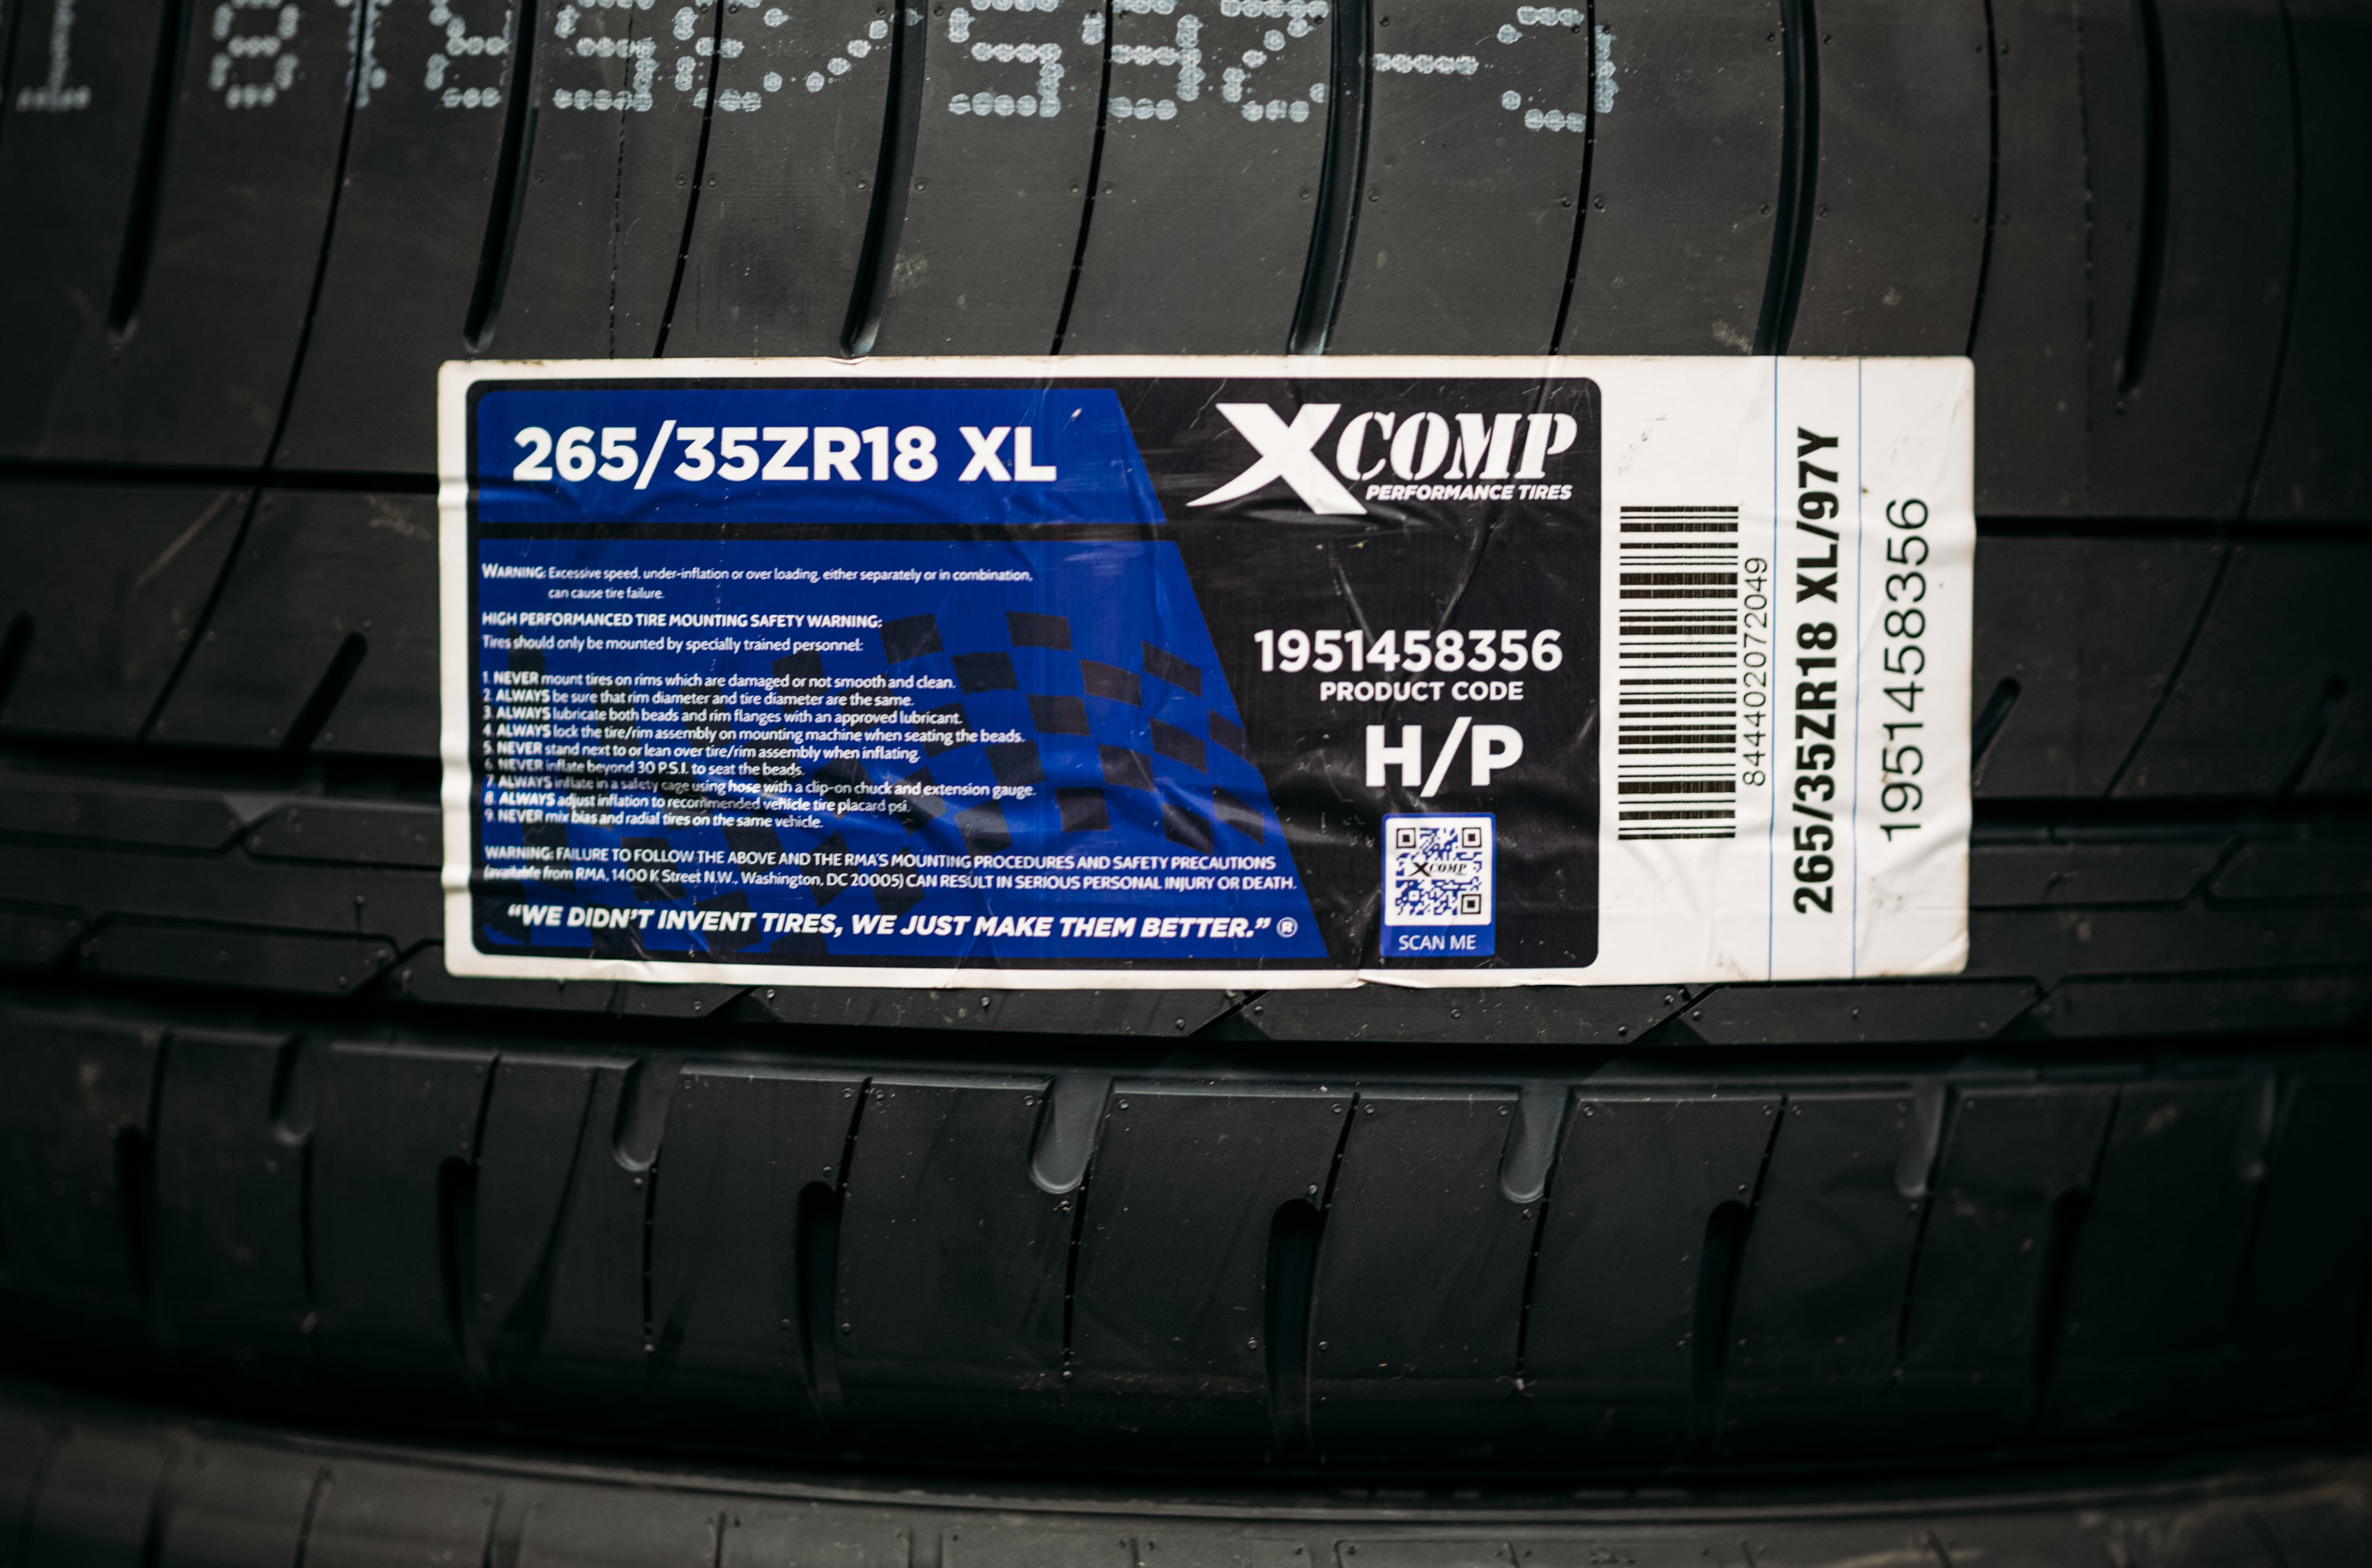 265/35ZR18 XL
XCOMP
PERFORMANCE TIRES
WARNING: Excessive speed, under-inflation or over loading, either separately or in combination,
can cause tire failure.
HIGH PERFORMANCED TIRE MOUNTING SAFETY WARNING:
Tires should only be mounted by specially trained personnel:
1. NEVER mount tires on rims which are damaged or not smooth and clean.
2. ALWAYS be sure that rim diameter and tire diameter are the same.
3. ALWAYS lubricate both beads and rim flanges with an approved lubricant.
4. ALWAYS lock the tire/rim assembly on mounting machine when seating the beads.
5. NEVER stand next to or lean over tire/rim assembly when inflating.
6. NEVER inflate beyond 30 P.S.I. to seat the beads.
7. ALWAYS inflate in a safety cage using hose with a clip-on chuck and extension gauge.
8. ALWAYS adjust inflation to recommended vehicle tire placard psi.
9. NEVER mix bias and radial tires on the same vehicle.
WARNING: FAILURE TO FOLLOW THE ABOVE AND THE RMA'S MOUNTING PROCEDURES AND SAFETY PRECAUTIONS
(available from RMA, 1400 K Street N.W., Washington, DC 20005) CAN RESULT IN SERIOUS PERSONAL INJURY OR DEATH.
"WE DIDN'T INVENT TIRES, WE JUST MAKE THEM BETTER." ®
1951458356
PRODUCT CODE
H/P
XCOMP
SCAN ME
844402072049
265/35ZR18 XL/97Y
1951458356